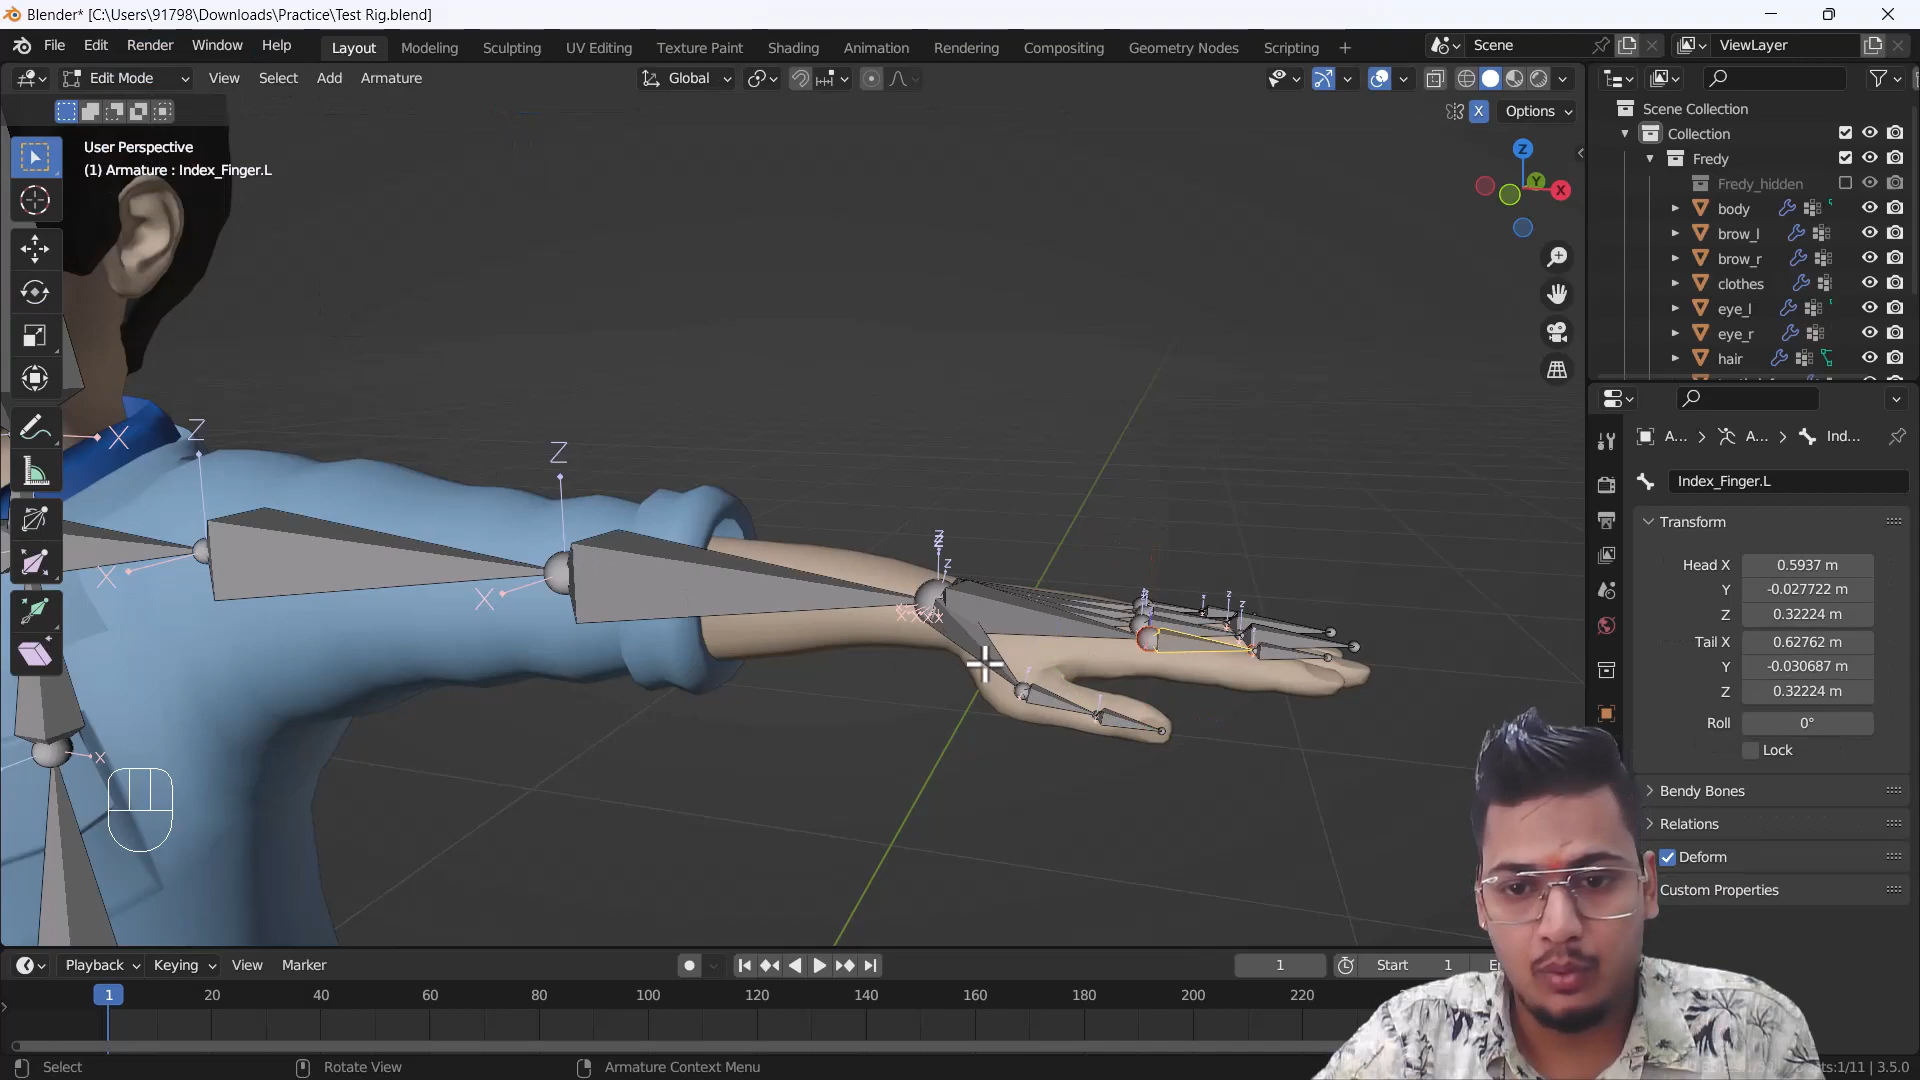 Blender* [C:\Users\91798\Downloads\Practice\Test Rig.blend]
File Edit Render Window Help Layout Modeling Sculpting UV Editing Texture Paint Shading Animation Rendering Compositing Geometry Nodes Scripting + Scene ViewLayer
Edit Mode View Select Add Armature Global
X Options
User Perspective
(1) Armature : Index_Finger.L
Z
Y
X
Scene Collection
Collection
Fredy
Fredy_hidden
body
brow_l
brow_r
clothes
eye_l
eye_r
hair
A... > A... > Ind...
Index_Finger.L
Transform
Head X 0.5937 m
Y -0.027722 m
Z 0.32224 m
Tail X 0.62762 m
Y -0.030687 m
Z 0.32224 m
Roll 0°
Lock
Bendy Bones
Relations
Deform
Custom Properties
Z
X
Z
X
Z
X
X
Playback Keying View Marker 1 Start 1
1 20 40 60 80 100 120 140 160 180 200 220
Select Rotate View Armature Context Menu 1/11 | 3.5.0